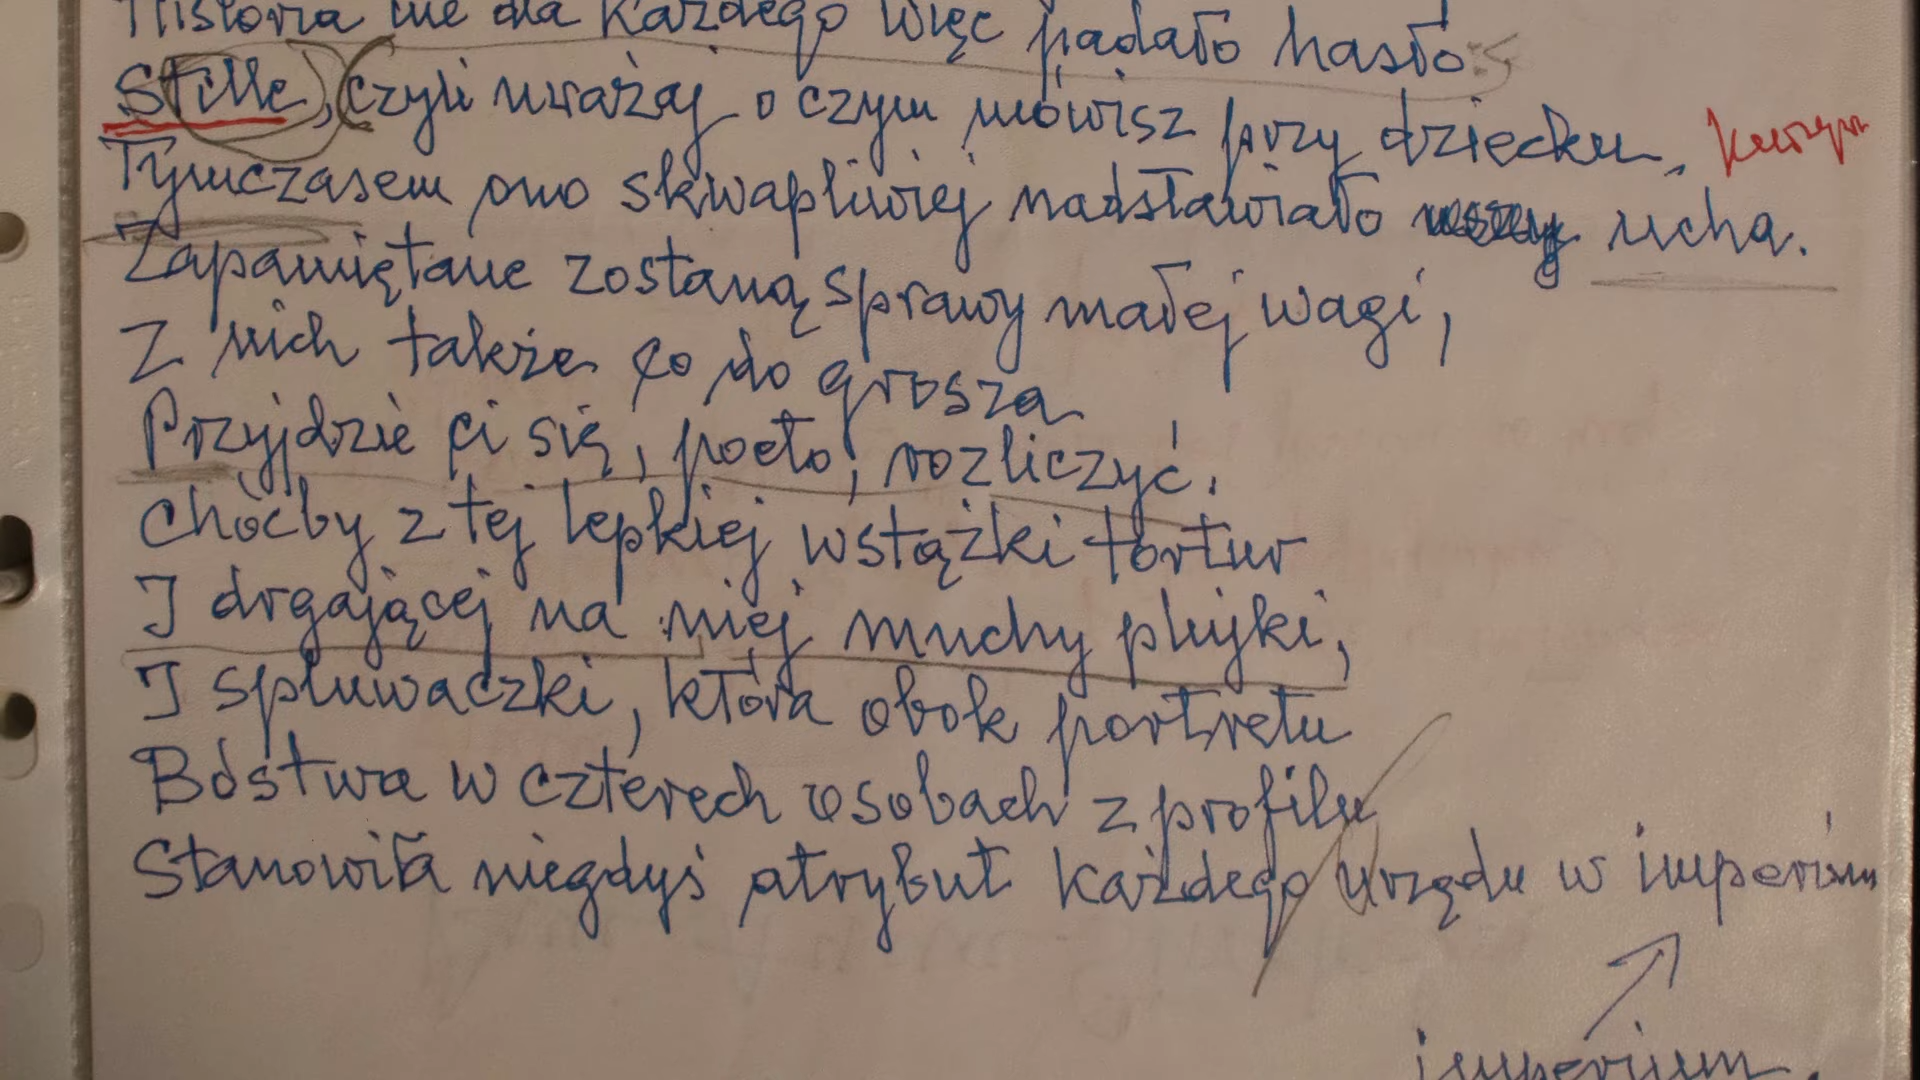 Historia nie dla każdego więc padało hasło:
Stille, czyli uważaj o czym mówisz przy dziecku.
Tymczasem ono skwapliwiej nadstawiało ucha.
Zapamiętane zostaną sprawy małej wagi,
Z nich także co do grosza
Przyjdzie ci się, poeto, rozliczyć.
Choćby z tej lepkiej wstążki tortur
I drgającej na niej muchy plujki,
I spluwaczki, która obok portretu
Bóstwa w czterech osobach z profilu
Stanowiła niegdyś atrybut każdego urzędu w imperium
imperium.